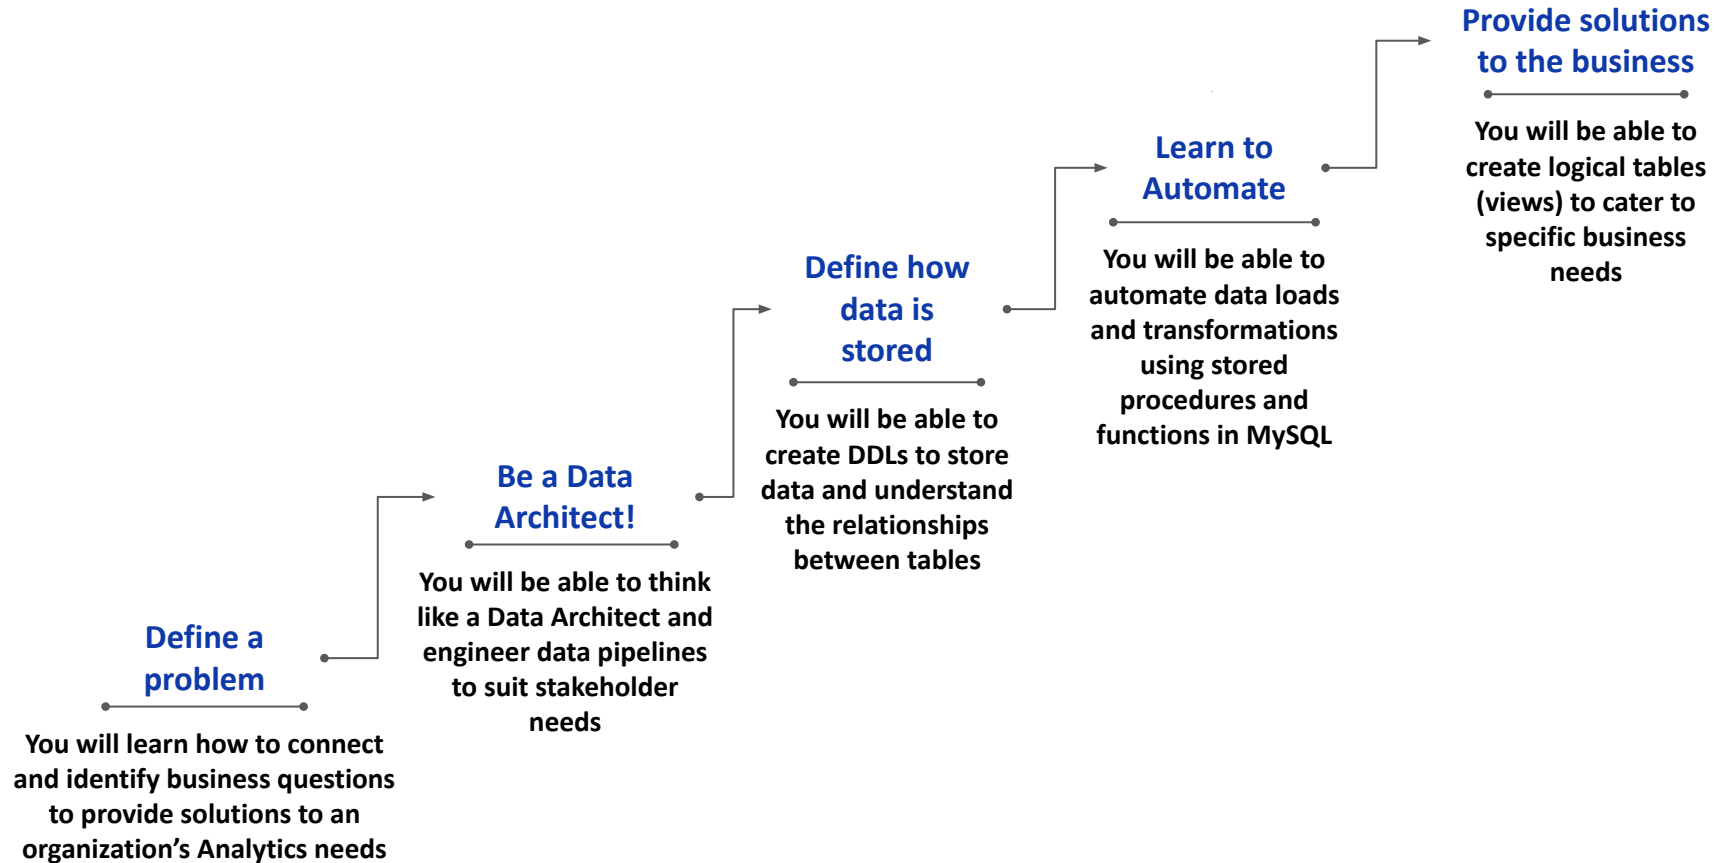 Define a
problem
You will learn how to connect
and identify business questions
to provide solutions to an
organization’s Analytics needs
Be a Data
Architect!
You will be able to think
like a Data Architect and
engineer data pipelines
to suit stakeholder
needs
Define how
data is
stored
You will be able to
create DDLs to store
data and understand
the relationships
between tables
Learn to
Automate
You will be able to
automate data loads
and transformations
using stored
procedures and
functions in MySQL
Provide solutions
to the business
You will be able to
create logical tables
(views) to cater to
specific business
needs